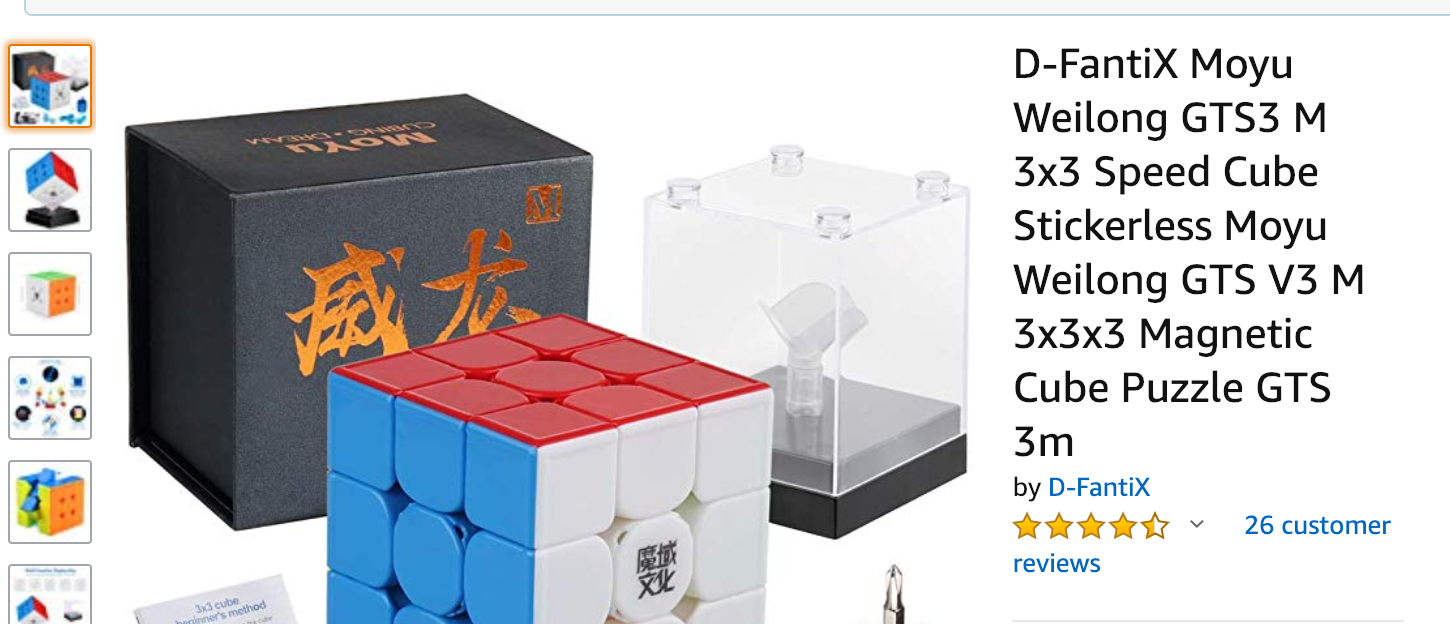 CUBING • DREAM
MoYu
M
威龙
魔域
文化
3x3 cube
beginner's method
D-FantiX Moyu
Weilong GTS3 M
3x3 Speed Cube
Stickerless Moyu
Weilong GTS V3 M
3x3x3 Magnetic
Cube Puzzle GTS
3m
by D-FantiX
26 customer
reviews